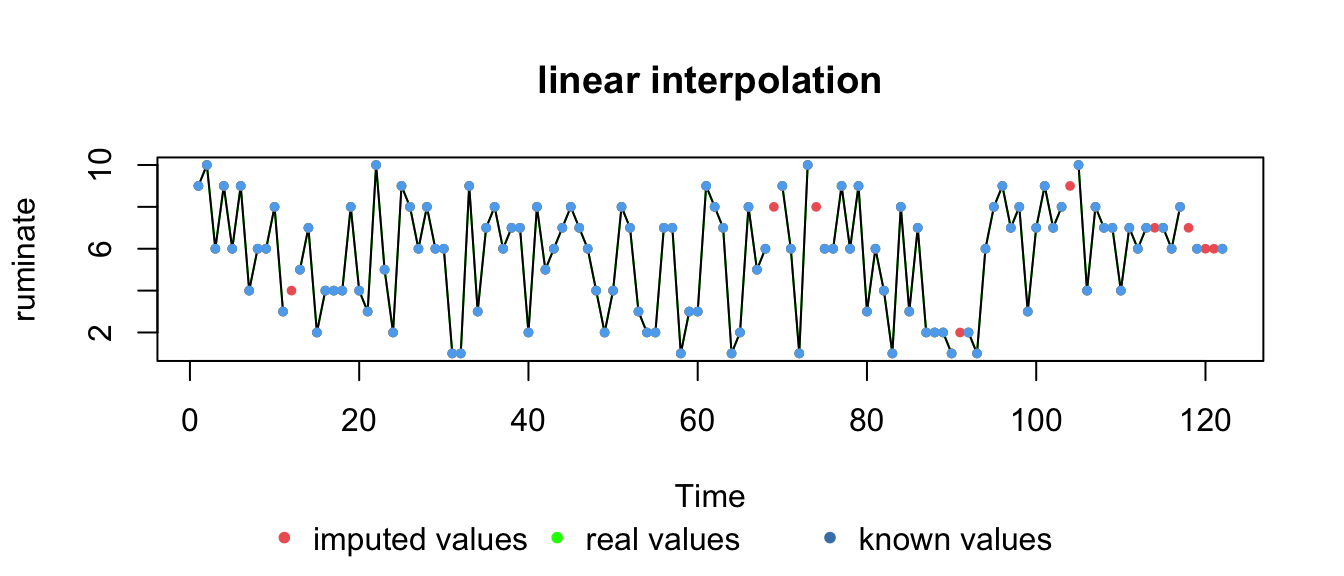 linear interpolation
ruminate
10
6
2
0 20 40 60 80 100 120
Time
imputed values real values known values